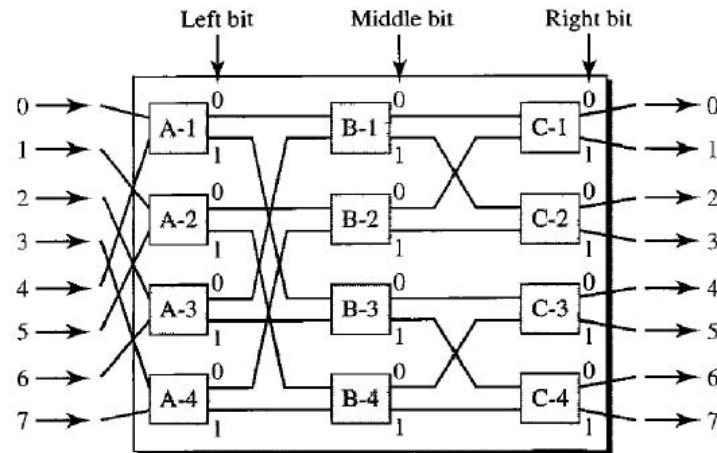 Left bit Middle bit Right bit
0 0 0
0 A-1 B-1 C-1 0
1 1 1
1 1
0 0 0
2 A-2 B-2 C-2 2
3 1 1 1 3
0 0 0
4 A-3 B-3 C-3 4
5 1 1 1 5
0 0 0
6 A-4 B-4 C-4 6
7 1 1 1 7